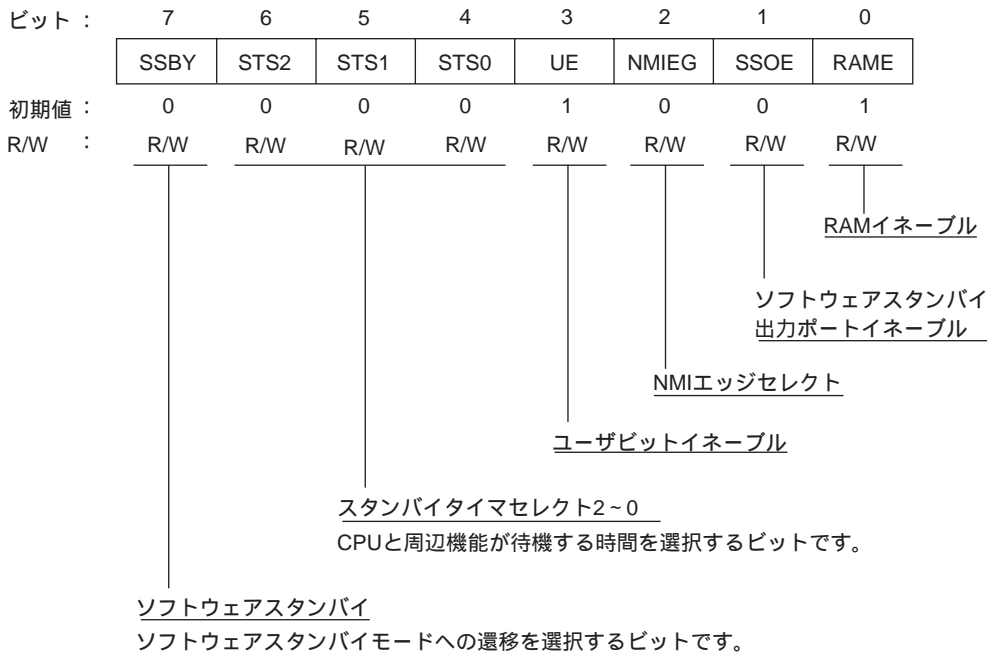 ビット： 7 6 5 4 3 2 1 0
SSBY STS2 STS1 STS0 UE NMIEG SSOE RAME
初期値： 0 0 0 0 1 0 0 1
R/W ： R/W R/W R/W R/W R/W R/W R/W R/W
RAMイネーブル
ソフトウェアスタンバイ
出力ポートイネーブル
NMIエッジセレクト
ユーザビットイネーブル
スタンバイタイマセレクト2～0
CPUと周辺機能が待機する時間を選択するビットです。
ソフトウェアスタンバイ
ソフトウェアスタンバイモードへの遷移を選択するビットです。